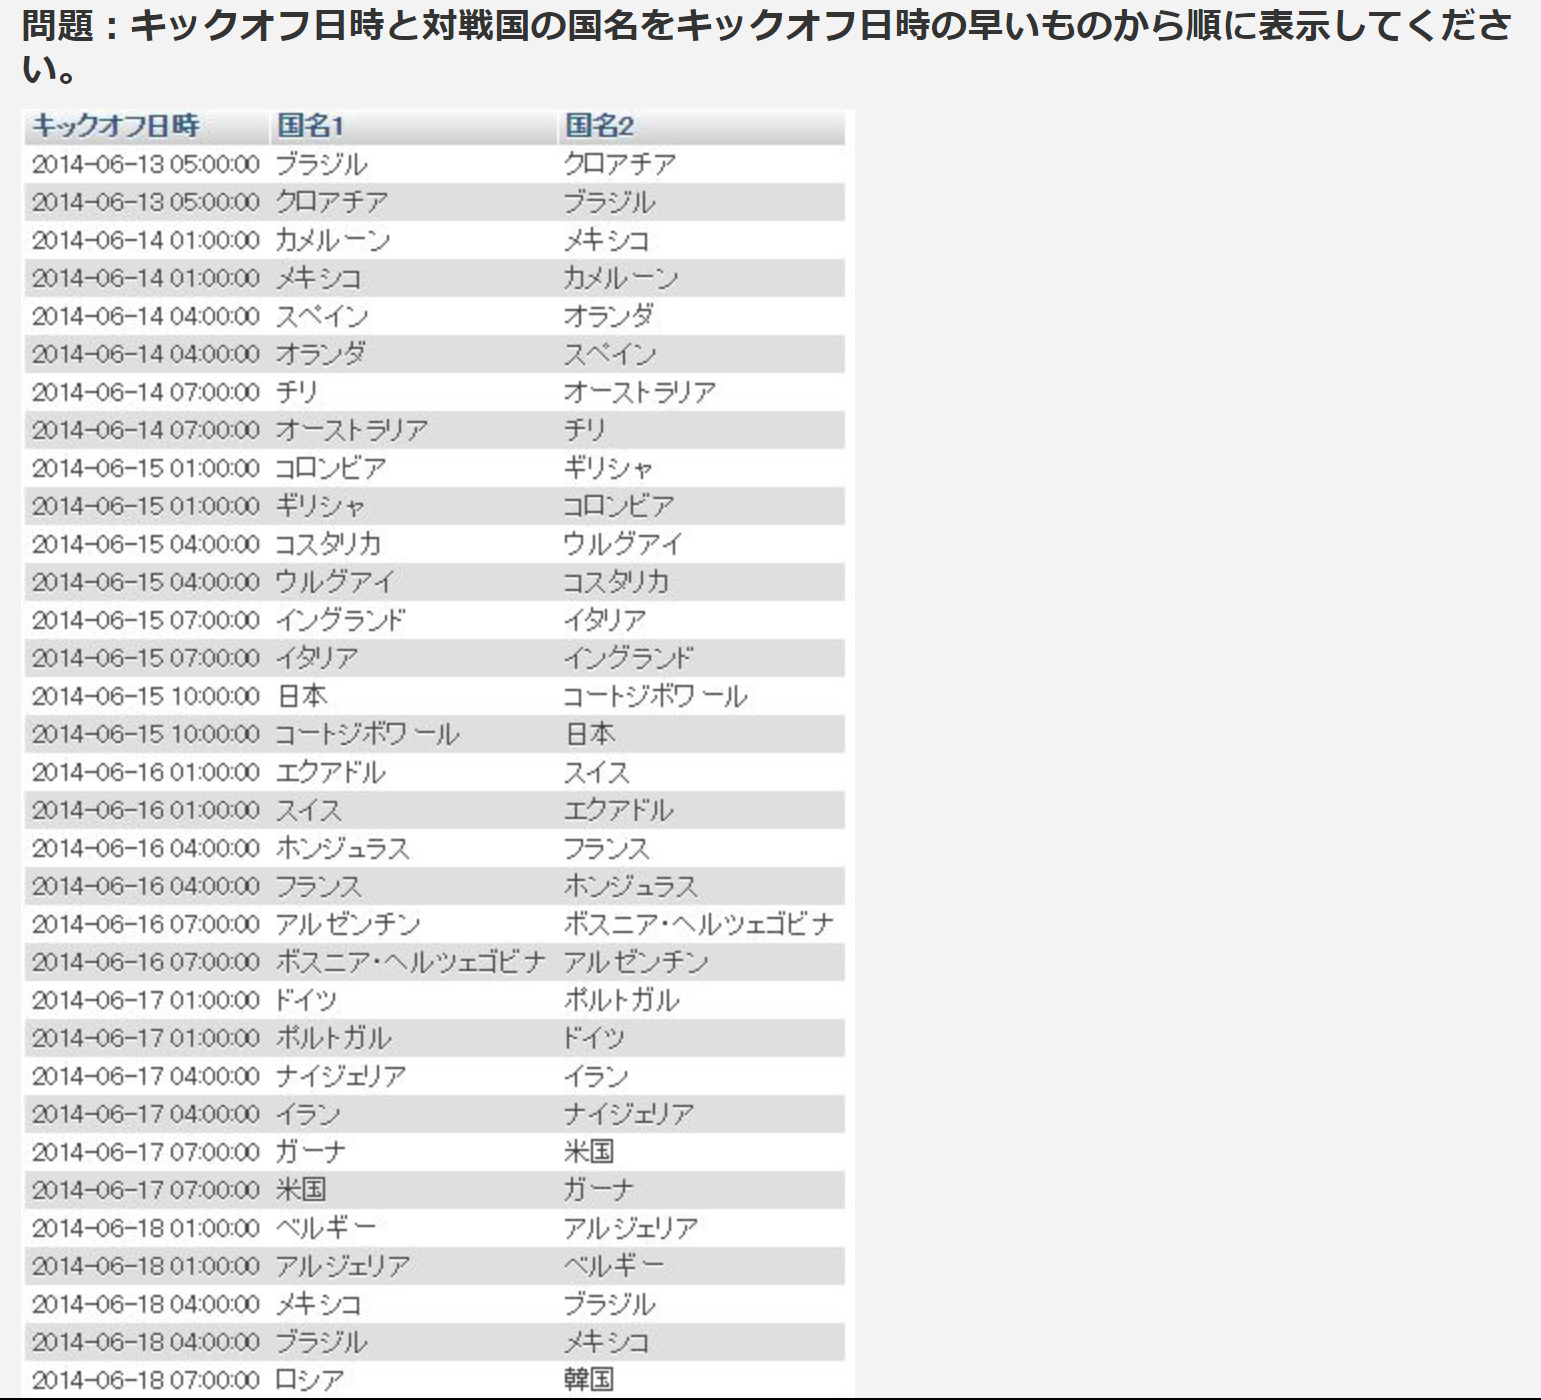 問題：キックオフ日時と対戦国の国名をキックオフ日時の早いものから順に表示してくださ
い。
キックオフ日時 国名1 国名2
2014-06-13 05:00:00 ブラジル クロアチア
2014-06-13 05:00:00 クロアチア ブラジル
2014-06-14 01:00:00 カメルーン メキシコ
2014-06-14 01:00:00 メキシコ カメルーン
2014-06-14 04:00:00 スペイン オランダ
2014-06-14 04:00:00 オランダ スペイン
2014-06-14 07:00:00 チリ オーストラリア
2014-06-14 07:00:00 オーストラリア チリ
2014-06-15 01:00:00 コロンビア ギリシャ
2014-06-15 01:00:00 ギリシャ コロンビア
2014-06-15 04:00:00 コスタリカ ウルグアイ
2014-06-15 04:00:00 ウルグアイ コスタリカ
2014-06-15 07:00:00 イングランド イタリア
2014-06-15 07:00:00 イタリア イングランド
2014-06-15 10:00:00 日本 コートジボワール
2014-06-15 10:00:00 コートジボワール 日本
2014-06-16 01:00:00 エクアドル スイス
2014-06-16 01:00:00 スイス エクアドル
2014-06-16 04:00:00 ホンジュラス フランス
2014-06-16 04:00:00 フランス ホンジュラス
2014-06-16 07:00:00 アルゼンチン ボスニア・ヘルツェゴビナ
2014-06-16 07:00:00 ボスニア・ヘルツェゴビナ アルゼンチン
2014-06-17 01:00:00 ドイツ ポルトガル
2014-06-17 01:00:00 ポルトガル ドイツ
2014-06-17 04:00:00 ナイジェリア イラン
2014-06-17 04:00:00 イラン ナイジェリア
2014-06-17 07:00:00 ガーナ 米国
2014-06-17 07:00:00 米国 ガーナ
2014-06-18 01:00:00 ベルギー アルジェリア
2014-06-18 01:00:00 アルジェリア ベルギー
2014-06-18 04:00:00 メキシコ ブラジル
2014-06-18 04:00:00 ブラジル メキシコ
2014-06-18 07:00:00 ロシア 韓国